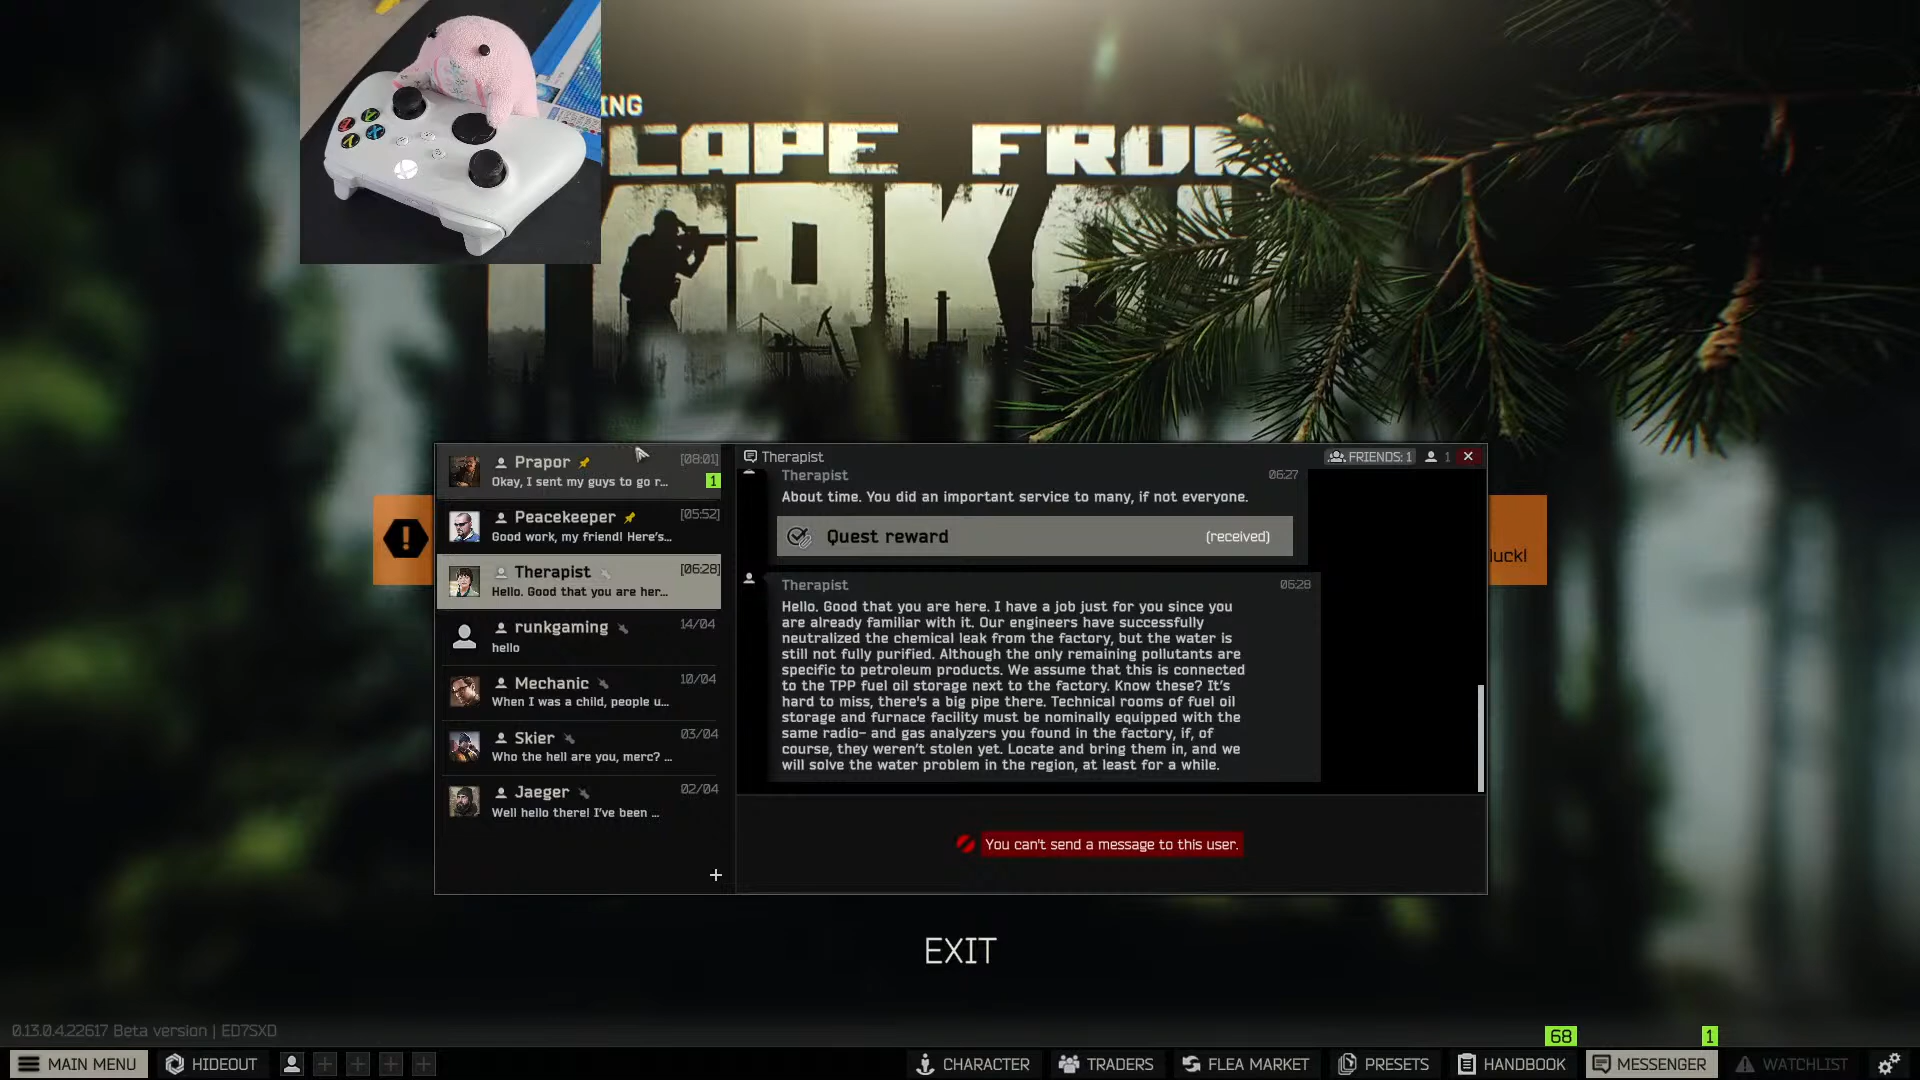 ING
CAPE FROM
Prapor
[08:01]
Okay, I sent my guys to go r...
1
Peacekeeper
[05:52]
Good work, my friend! Here's...
Therapist
[06:28]
Hello. Good that you are her...
runkgaming
14/04
hello
Mechanic
10/04
When I was a child, people u...
Skier
03/04
Who the hell are you, merc? ...
Jaeger
02/04
Well hello there! I've been ...
+
Therapist
FRIENDS: 1
1
Therapist
06:27
About time. You did an important service to many, if not everyone.
Quest reward
(received)
Therapist
06:28
Hello. Good that you are here. I have a job just for you since you
are already familiar with it. Our engineers have successfully
neutralized the chemical leak from the factory, but the water is
still not fully purified. Although the only remaining pollutants are
specific to petroleum products. We assume that this is connected
to the TPP fuel oil storage next to the factory. Know these? It's
hard to miss, there's a big pipe there. Technical rooms of fuel oil
storage and furnace facility must be nominally equipped with the
same radio- and gas analyzers you found in the factory, if, of
course, they weren't stolen yet. Locate and bring them in, and we
will solve the water problem in the region, at least for a while.
You can't send a message to this user.
luck!
EXIT
0.13.0.4.22617 Beta version | ED7SXD
68
1
MAIN MENU
HIDEOUT
CHARACTER
TRADERS
FLEA MARKET
PRESETS
HANDBOOK
MESSENGER
WATCHLIST